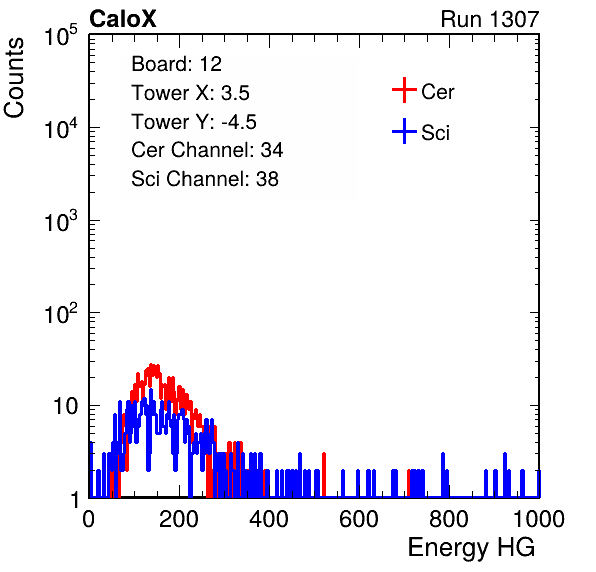 CaloX Run 1307
Counts
Board: 12
Tower X: 3.5
Tower Y: -4.5
Cer Channel: 34
Sci Channel: 38
Cer
Sci
10^5
10^4
10^3
10^2
10
1
0 200 400 600 800 1000
Energy HG